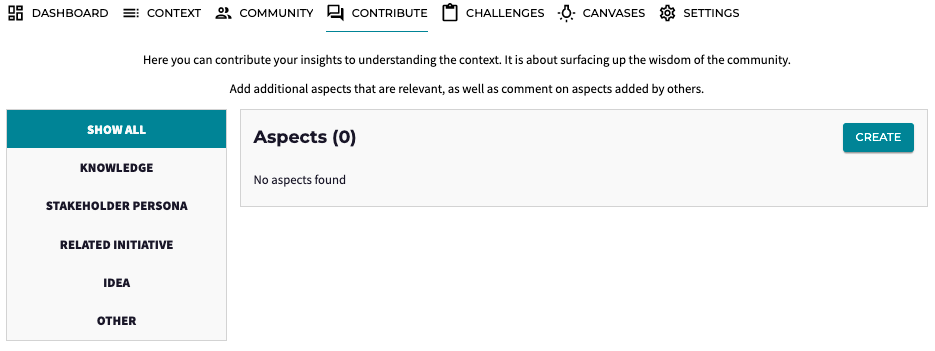 DASHBOARD CONTEXT COMMUNITY CONTRIBUTE CHALLENGES CANVASES SETTINGS
Here you can contribute your insights to understanding the context. It is about surfacing up the wisdom of the community.
Add additional aspects that are relevant, as well as comment on aspects added by others.
SHOW ALL
KNOWLEDGE
STAKEHOLDER PERSONA
RELATED INITIATIVE
IDEA
OTHER
Aspects (0)
CREATE
No aspects found